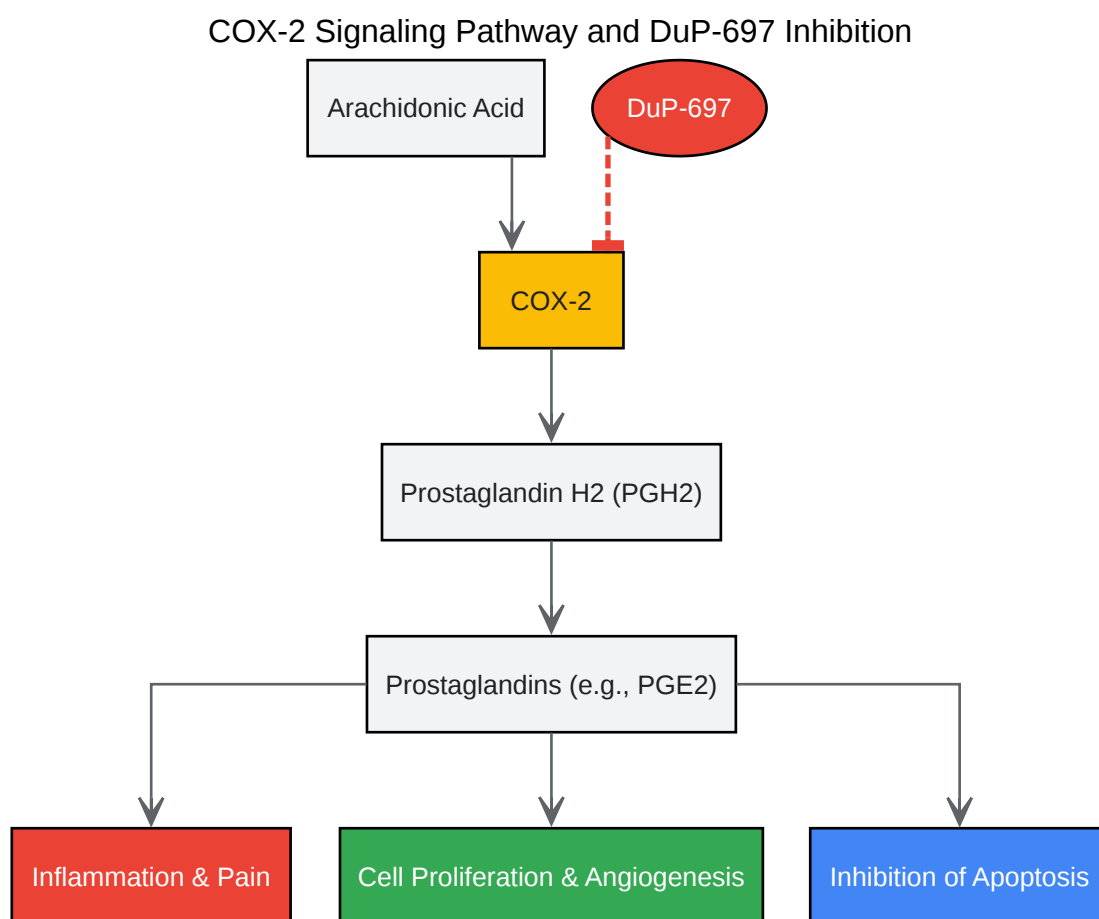 COX-2 Signaling Pathway and DuP-697 Inhibition
Arachidonic Acid
DuP-697
COX-2
Prostaglandin H2 (PGH2)
Prostaglandins (e.g., PGE2)
Inflammation & Pain
Cell Proliferation & Angiogenesis
Inhibition of Apoptosis